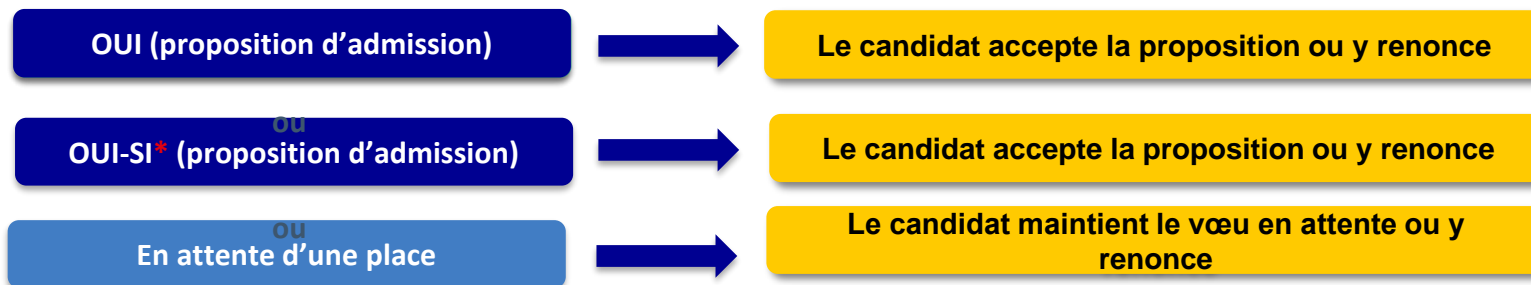 OUI (proposition d’admission)
Le candidat accepte la proposition ou y renonce
ou
OUI-SI* (proposition d’admission)
Le candidat accepte la proposition ou y renonce
ou
En attente d’une place
Le candidat maintient le vœu en attente ou y
renonce